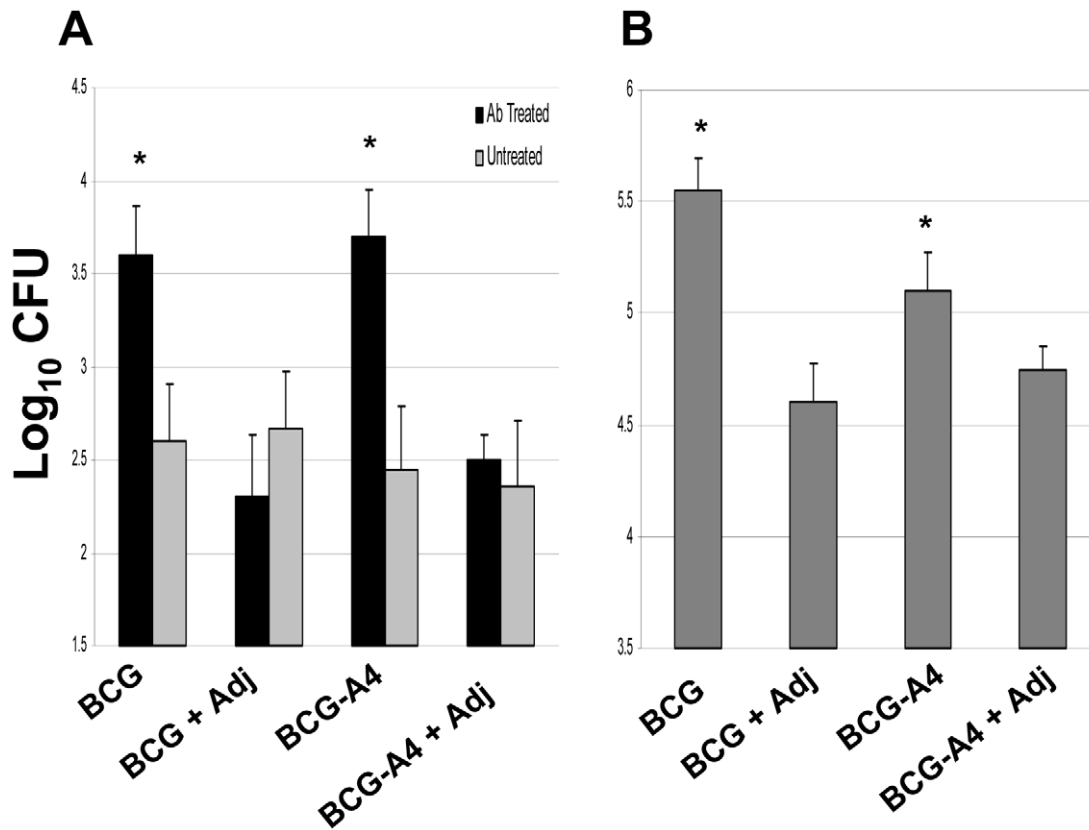 A
B
Log10 CFU
4.5
4
3.5
3
2.5
2
1.5
Ab Treated
Untreated
*
*
BCG
BCG + Adj
BCG-A4
BCG-A4 + Adj
6
5.5
5
4.5
4
3.5
*
*
BCG
BCG + Adj
BCG-A4
BCG-A4 + Adj